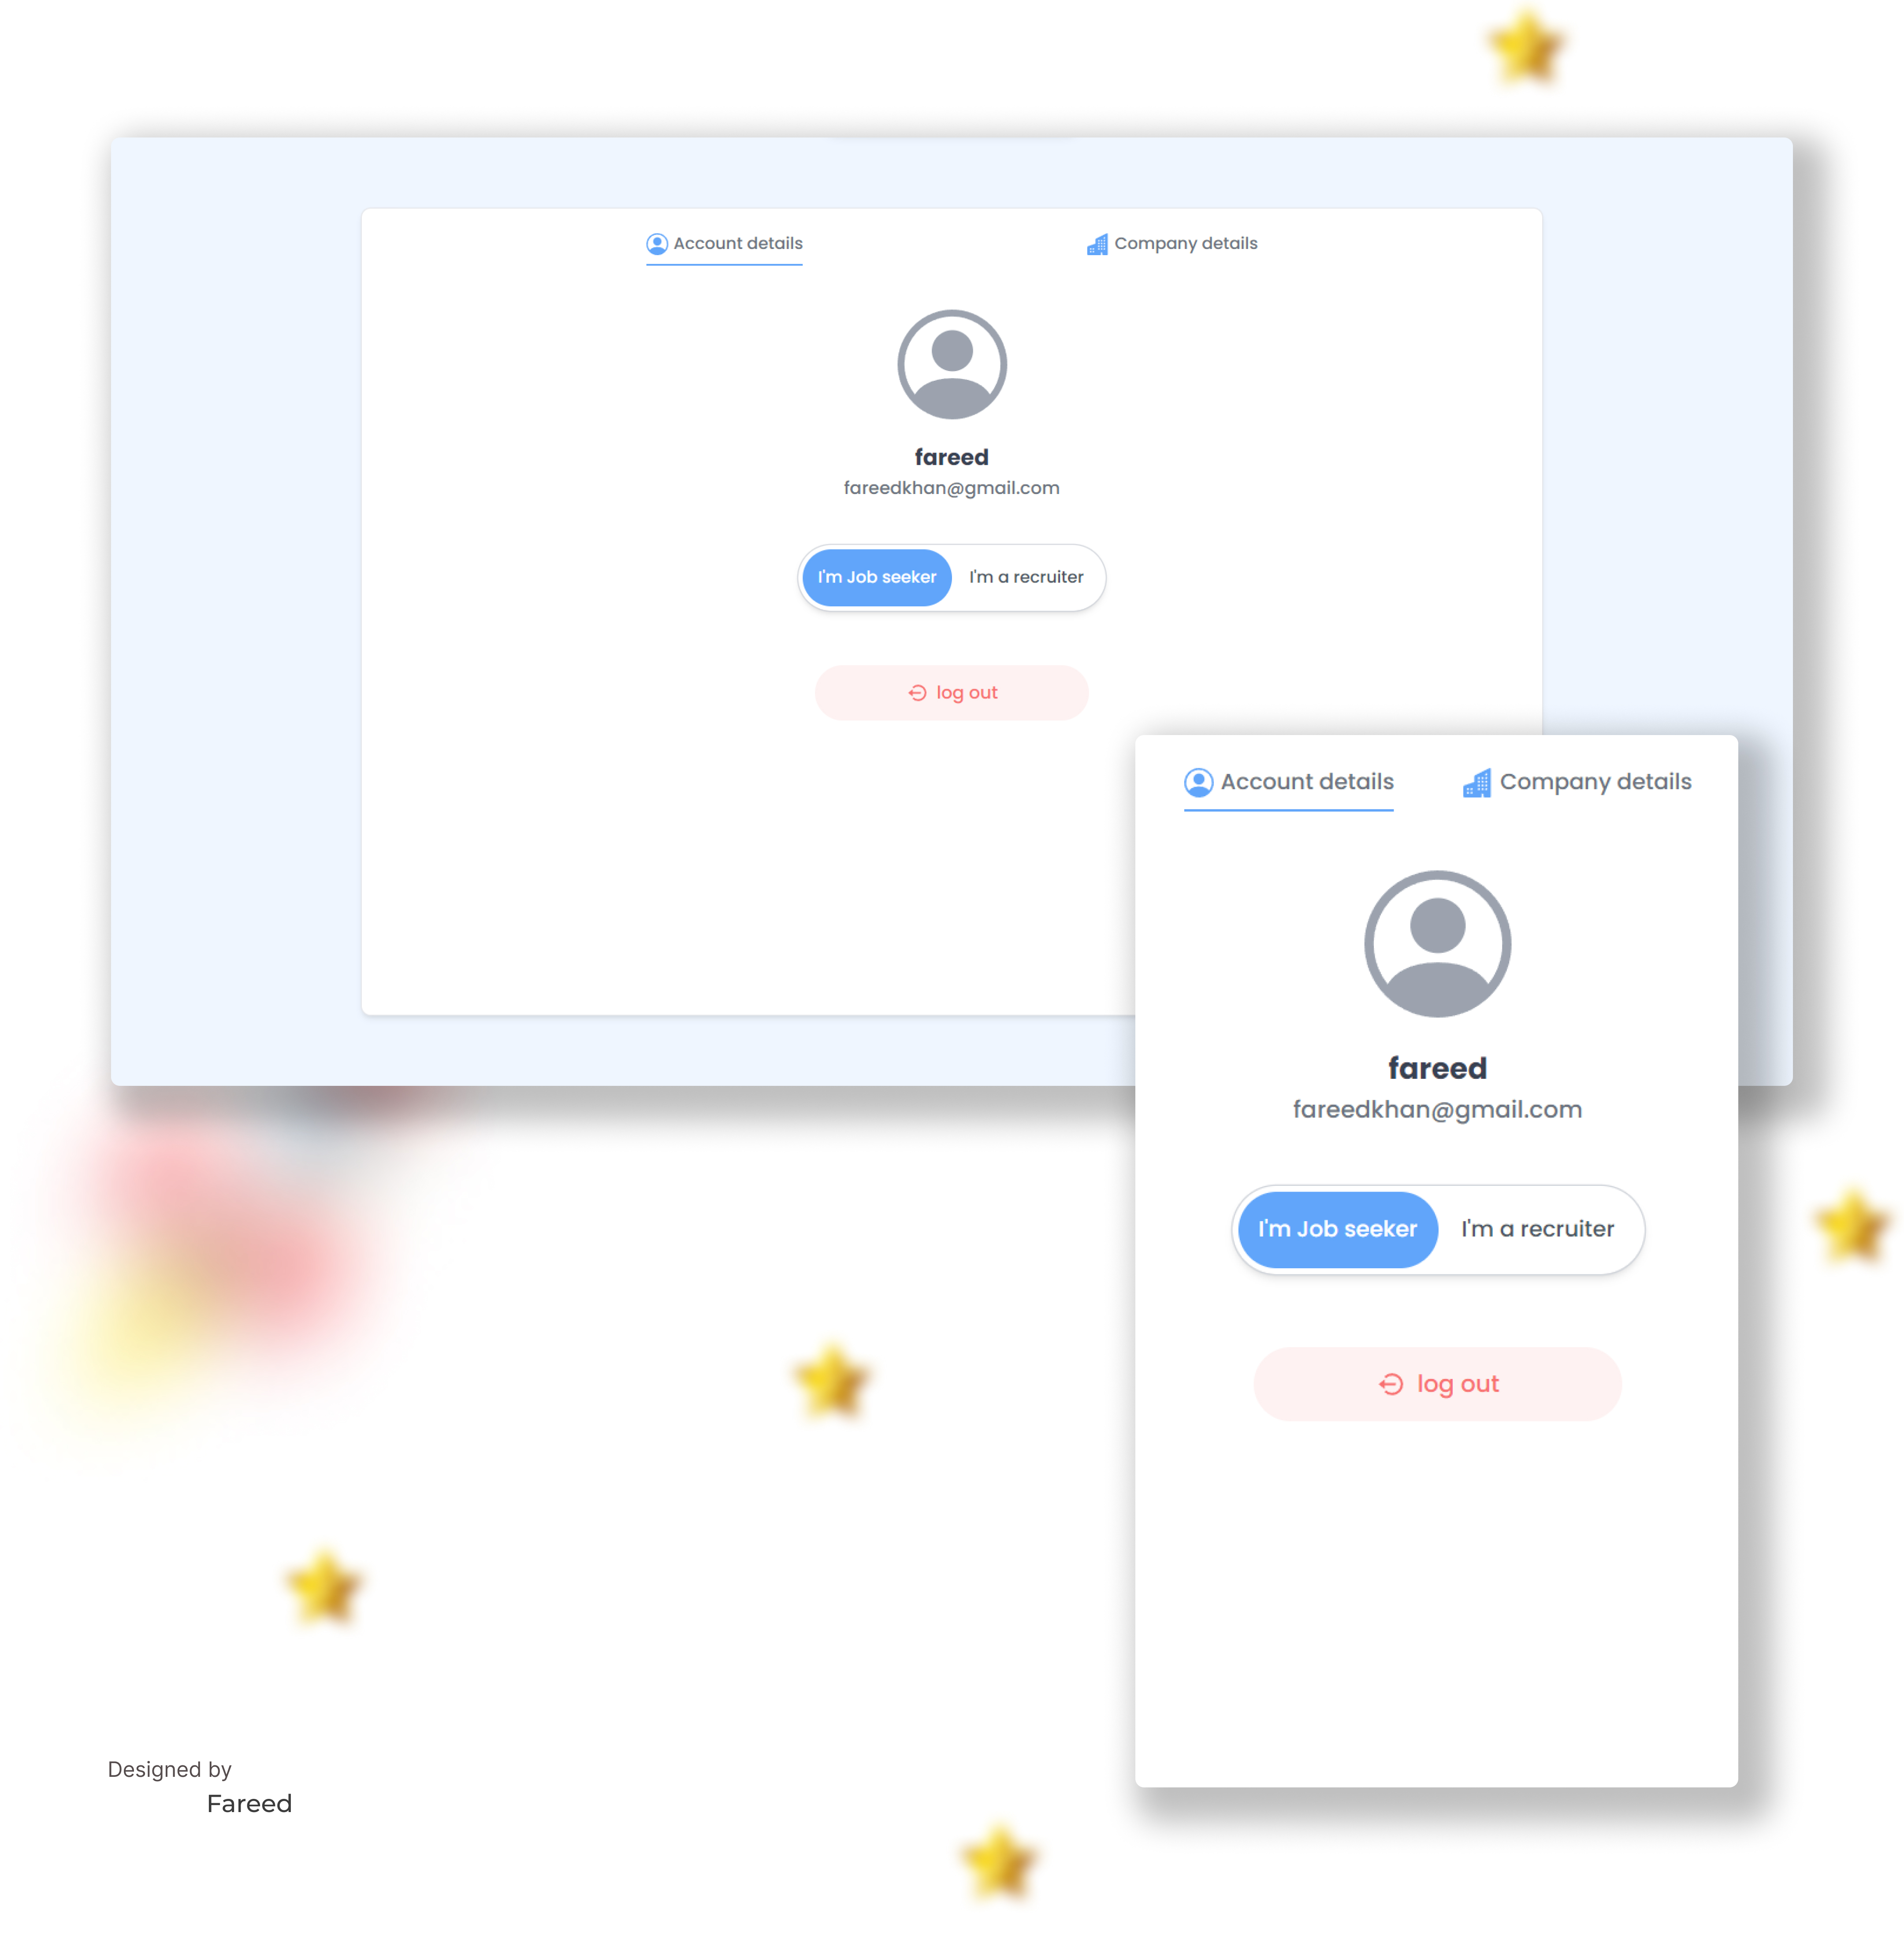 Account details
Company details
fareed
fareedkhan@gmail.com
I'm Job seeker
I'm a recruiter
log out
Account details
Company details
fareed
fareedkhan@gmail.com
I'm Job seeker
I'm a recruiter
log out
Designed by
Fareed